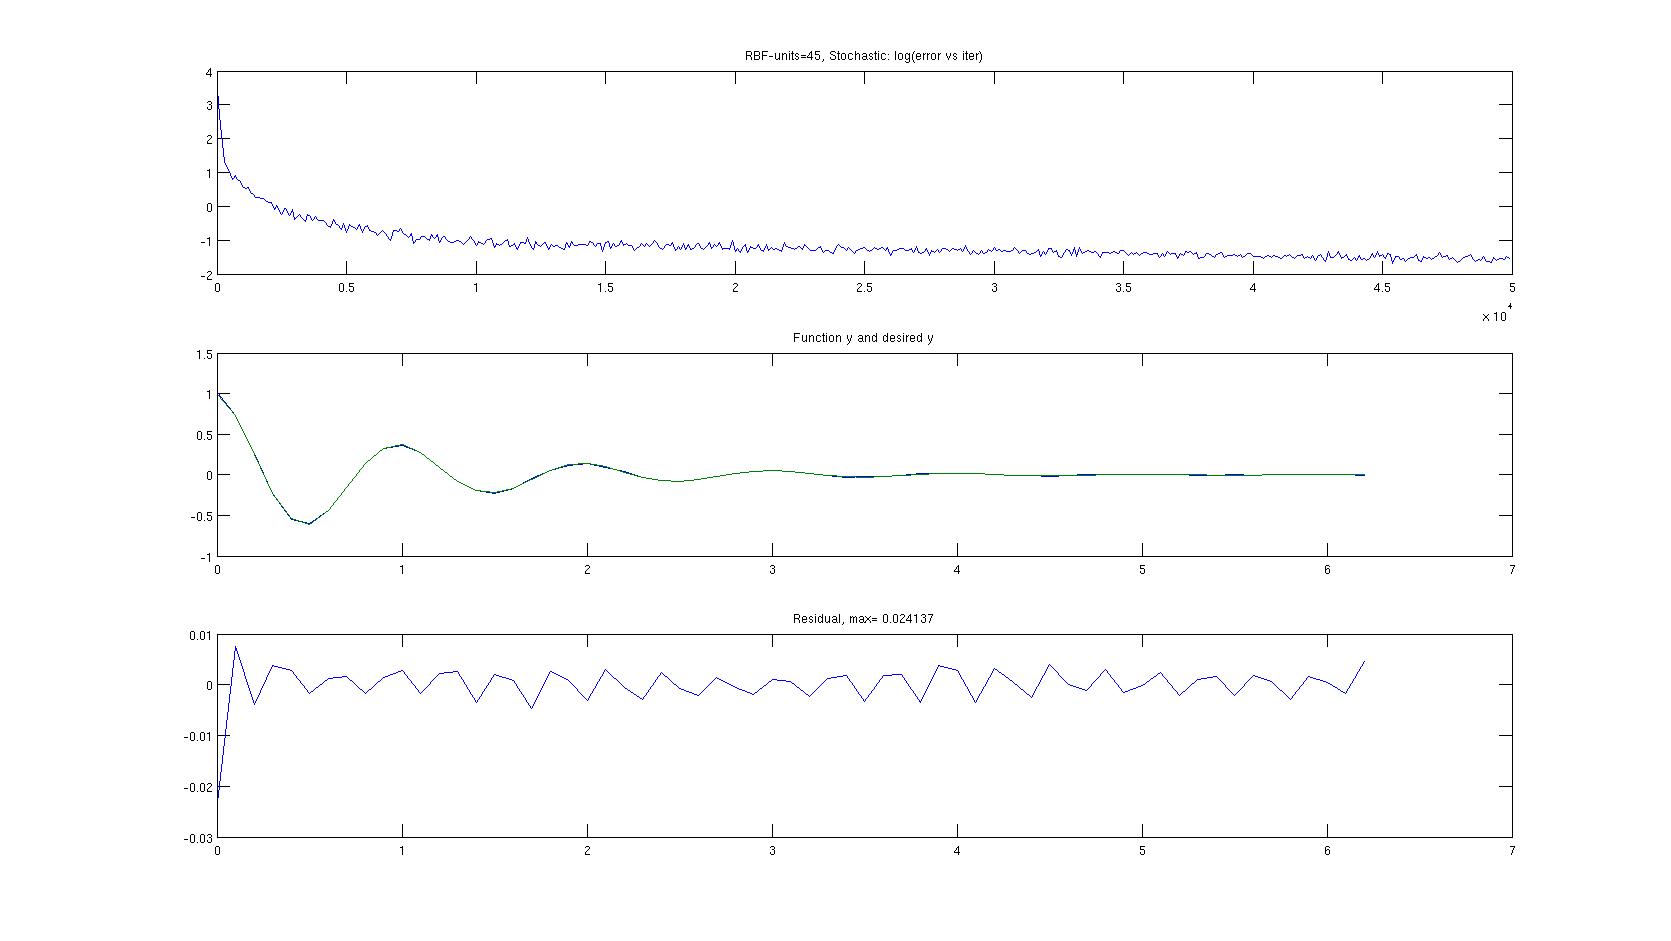 RBF-units=45, Stochastic: log(error vs iter)
4
3
2
1
0
-1
-2
0 0.5 1 1.5 2 2.5 3 3.5 4 4.5 5
x 10^4
Function y and desired y
1.5
1
0.5
0
-0.5
-1
0 1 2 3 4 5 6 7
Residual, max= 0.024137
0.01
0
-0.01
-0.02
-0.03
0 1 2 3 4 5 6 7